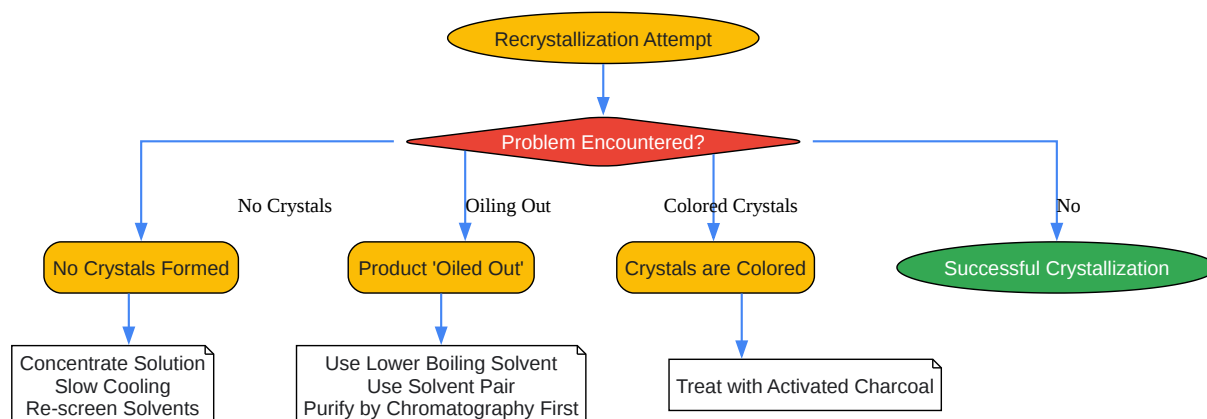 Recrystallization Attempt
Problem Encountered?
No Crystals
Oiling Out
Colored Crystals
No
No Crystals Formed
Product 'Oiled Out'
Crystals are Colored
Successful Crystallization
Concentrate Solution
Slow Cooling
Re-screen Solvents
Use Lower Boiling Solvent
Use Solvent Pair
Purify by Chromatography First
Treat with Activated Charcoal